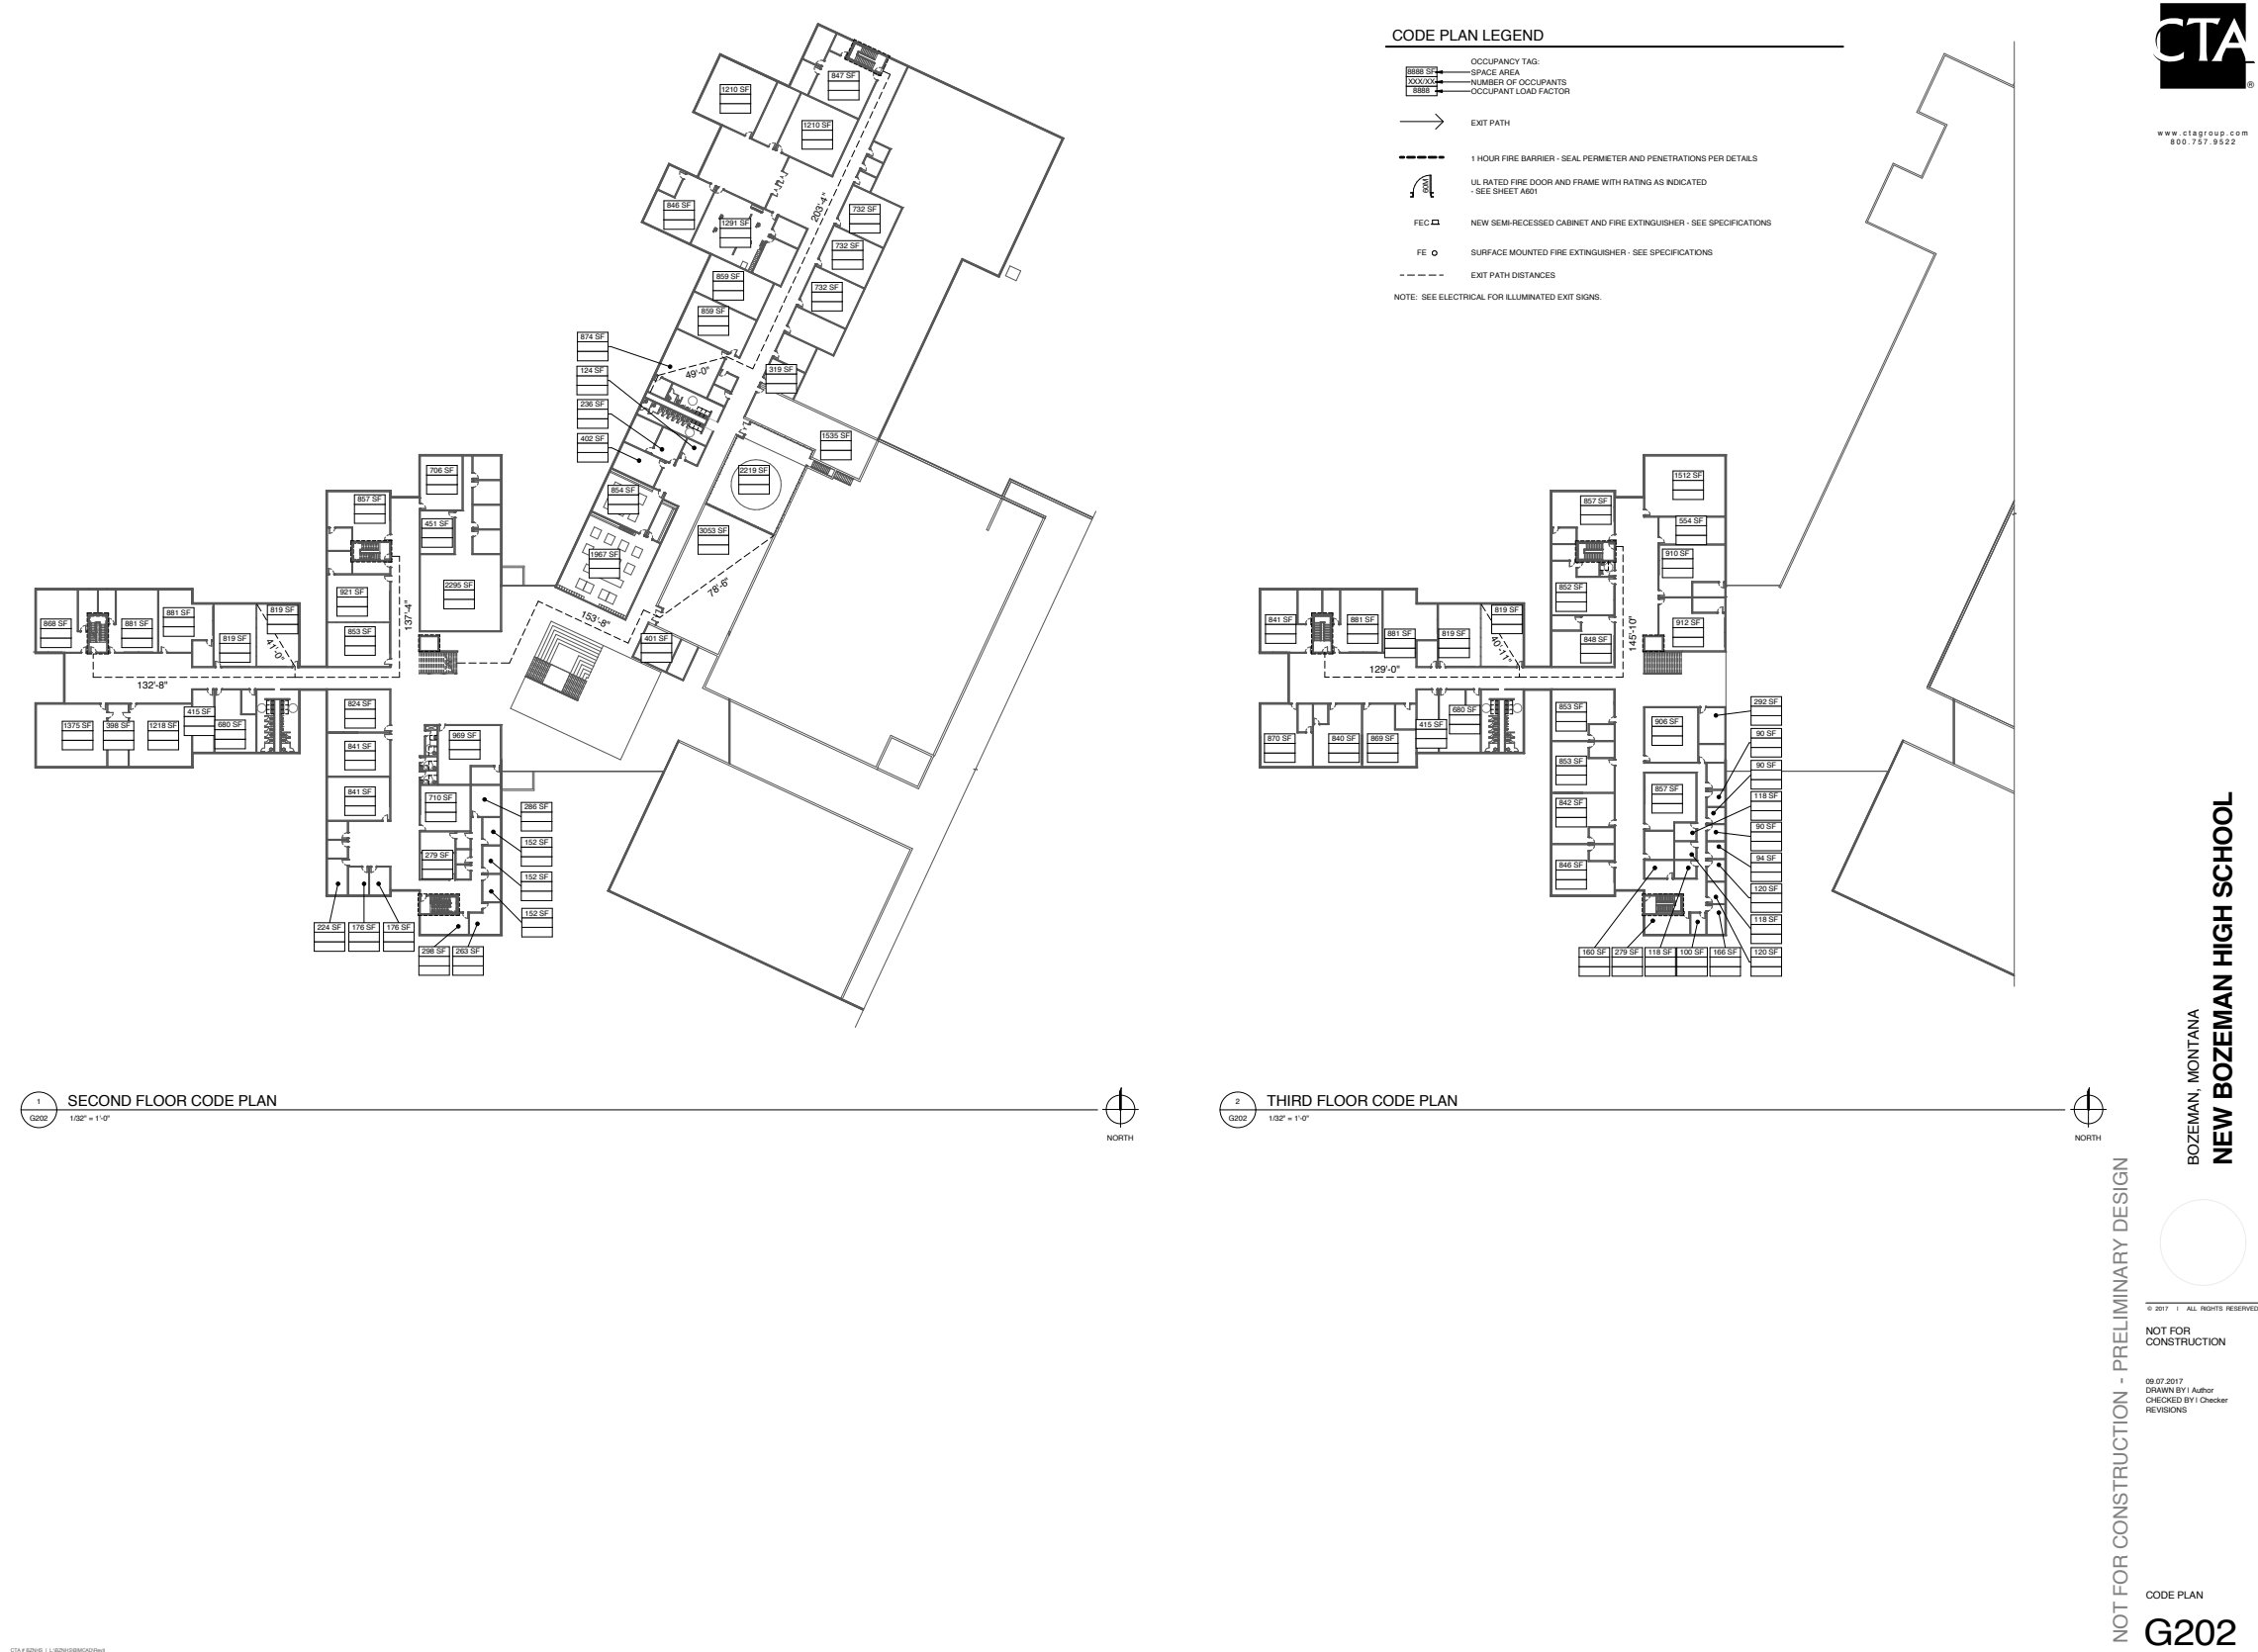 CODE PLAN LEGEND
OCCUPANCY TAG:
8888 SF
SPACE AREA
XXX/XX
NUMBER OF OCCUPANTS
8888
OCCUPANT LOAD FACTOR
EXIT PATH
1 HOUR FIRE BARRIER - SEAL PERMIETER AND PENETRATIONS PER DETAILS
60M
UL RATED FIRE DOOR AND FRAME WITH RATING AS INDICATED
- SEE SHEET A601
FEC
NEW SEMI-RECESSED CABINET AND FIRE EXTINGUISHER - SEE SPECIFICATIONS
FE
SURFACE MOUNTED FIRE EXTINGUISHER - SEE SPECIFICATIONS
EXIT PATH DISTANCES
NOTE: SEE ELECTRICAL FOR ILLUMINATED EXIT SIGNS.
847 SF
1210 SF
1210 SF
846 SF
1291 SF
203'-4"
732 SF
732 SF
732 SF
859 SF
859 SF
874 SF
124 SF
236 SF
402 SF
49'-0"
319 SF
1535 SF
2219 SF
854 SF
3053 SF
1967 SF
78'-6"
153'-8"
401 SF
706 SF
857 SF
451 SF
2295 SF
921 SF
853 SF
137'-4"
868 SF
881 SF
881 SF
819 SF
819 SF
41'-0"
132'-8"
1375 SF
398 SF
1218 SF
415 SF
680 SF
824 SF
841 SF
841 SF
969 SF
710 SF
279 SF
286 SF
152 SF
152 SF
152 SF
224 SF
176 SF
176 SF
298 SF
263 SF
1512 SF
857 SF
554 SF
910 SF
852 SF
912 SF
848 SF
145'-10"
841 SF
881 SF
881 SF
819 SF
819 SF
40'-11"
129'-0"
870 SF
840 SF
869 SF
415 SF
680 SF
853 SF
853 SF
842 SF
846 SF
906 SF
857 SF
292 SF
90 SF
90 SF
118 SF
90 SF
94 SF
120 SF
118 SF
120 SF
160 SF
279 SF
118 SF
100 SF
166 SF
1
G202
SECOND FLOOR CODE PLAN
1/32" = 1'-0"
NORTH
2
G202
THIRD FLOOR CODE PLAN
1/32" = 1'-0"
NORTH
CTA
®
www.ctagroup.com
800.757.9522
BOZEMAN, MONTANA
NEW BOZEMAN HIGH SCHOOL
NOT FOR CONSTRUCTION - PRELIMINARY DESIGN
© 2017 | ALL RIGHTS RESERVED
NOT FOR
CONSTRUCTION
09.07.2017
DRAWN BY | Author
CHECKED BY | Checker
REVISIONS
CODE PLAN
G202